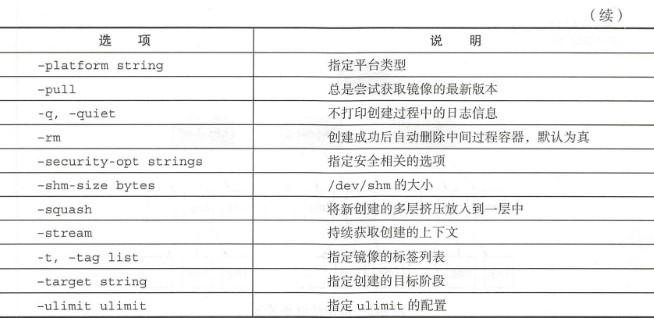 （续）
选 项 说 明
-platform string 指定平台类型
-pull 总是尝试获取镜像的最新版本
-q, -quiet 不打印创建过程中的日志信息
-rm 创建成功后自动删除中间过程容器，默认为真
-security-opt strings 指定安全相关的选项
-shm-size bytes /dev/shm 的大小
-squash 将新创建的多层挤压放入到一层中
-stream 持续获取创建的上下文
-t, -tag list 指定镜像的标签列表
-target string 指定创建的目标阶段
-ulimit ulimit 指定 ulimit 的配置